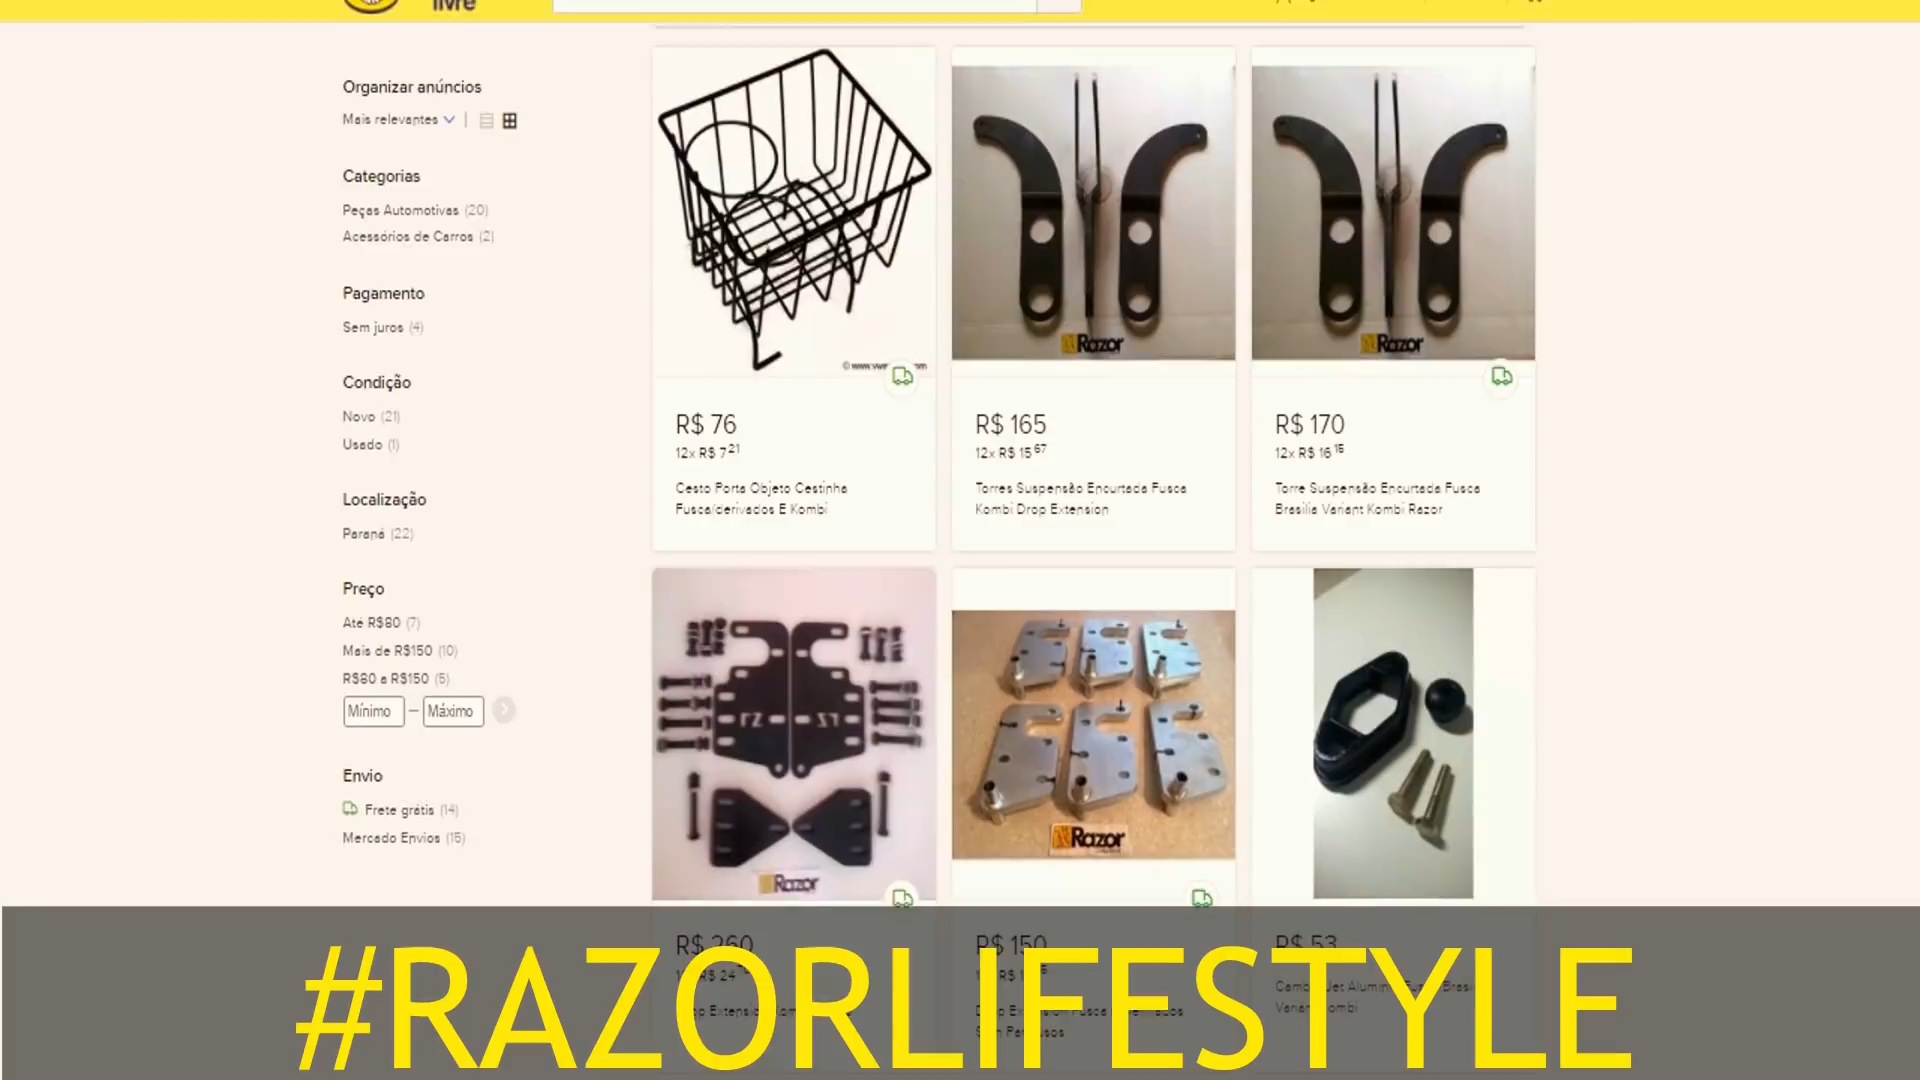 livre
Organizar anúncios
Mais relevantes
Categorias
Peças Automotivas (20)
Acessórios de Carros (2)
Pagamento
Sem juros (4)
Condição
Novo (21)
Usado (1)
Localização
Paraná (22)
Preço
Até R$80 (7)
Mais de R$150 (10)
R$80 a R$150 (5)
Mínimo – Máximo
Envio
Frete grátis (14)
Mercado Envios (15)
© www.vw
R$ 76
12x R$ 7 21
Cesto Porta Objeto Cestinha
Fusca/derivados E Kombi
Razor
R$ 165
12x R$ 15 67
Torres Suspensão Encurtada Fusca
Kombi Drop Extension
Razor
R$ 170
12x R$ 16 15
Torre Suspensão Encurtada Fusca
Brasilia Variant Kombi Razor
Razor
R$ 260
Razor
R$ 150
R$ 53
#RAZORLIFESTYLE